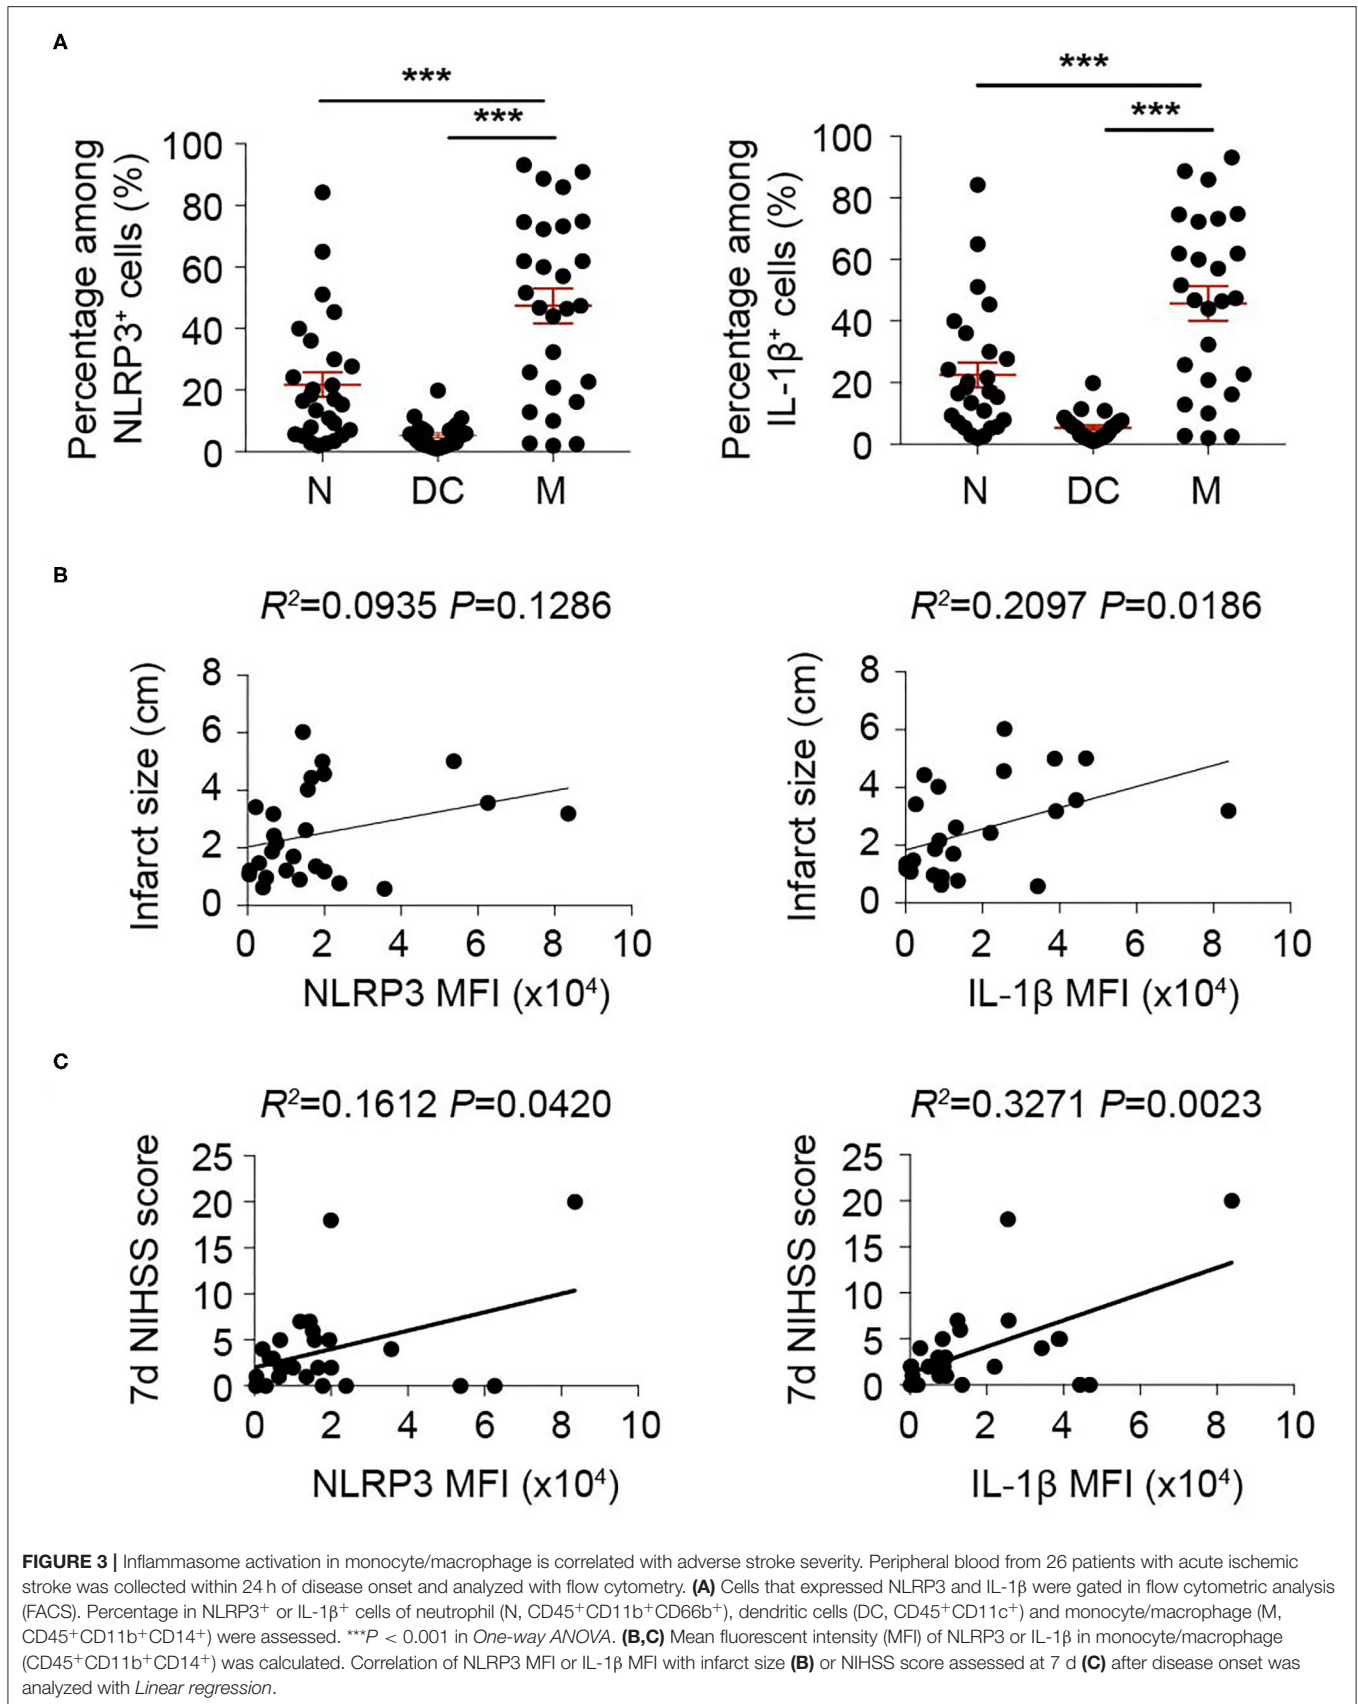 A
***
***
***
***
Percentage among
NLRP3⁺ cells (%)
100
80
60
40
20
0
N DC M
Percentage among
IL-1β⁺ cells (%)
100
80
60
40
20
0
N DC M
B
R²=0.0935 P=0.1286
Infarct size (cm)
8
6
4
2
0
0 2 4 6 8 10
NLRP3 MFI (x10⁴)
R²=0.2097 P=0.0186
Infarct size (cm)
8
6
4
2
0
0 2 4 6 8 10
IL-1β MFI (x10⁴)
C
R²=0.1612 P=0.0420
7d NIHSS score
25
20
15
10
5
0
0 2 4 6 8 10
NLRP3 MFI (x10⁴)
R²=0.3271 P=0.0023
7d NIHSS score
25
20
15
10
5
0
0 2 4 6 8 10
IL-1β MFI (x10⁴)
FIGURE 3 | Inflammasome activation in monocyte/macrophage is correlated with adverse stroke severity. Peripheral blood from 26 patients with acute ischemic
stroke was collected within 24 h of disease onset and analyzed with flow cytometry. (A) Cells that expressed NLRP3 and IL-1β were gated in flow cytometric analysis
(FACS). Percentage in NLRP3⁺ or IL-1β⁺ cells of neutrophil (N, CD45⁺CD11b⁺CD66b⁺), dendritic cells (DC, CD45⁺CD11c⁺) and monocyte/macrophage (M,
CD45⁺CD11b⁺CD14⁺) were assessed. ***P < 0.001 in One-way ANOVA. (B,C) Mean fluorescent intensity (MFI) of NLRP3 or IL-1β in monocyte/macrophage
(CD45⁺CD11b⁺CD14⁺) was calculated. Correlation of NLRP3 MFI or IL-1β MFI with infarct size (B) or NIHSS score assessed at 7 d (C) after disease onset was
analyzed with Linear regression.